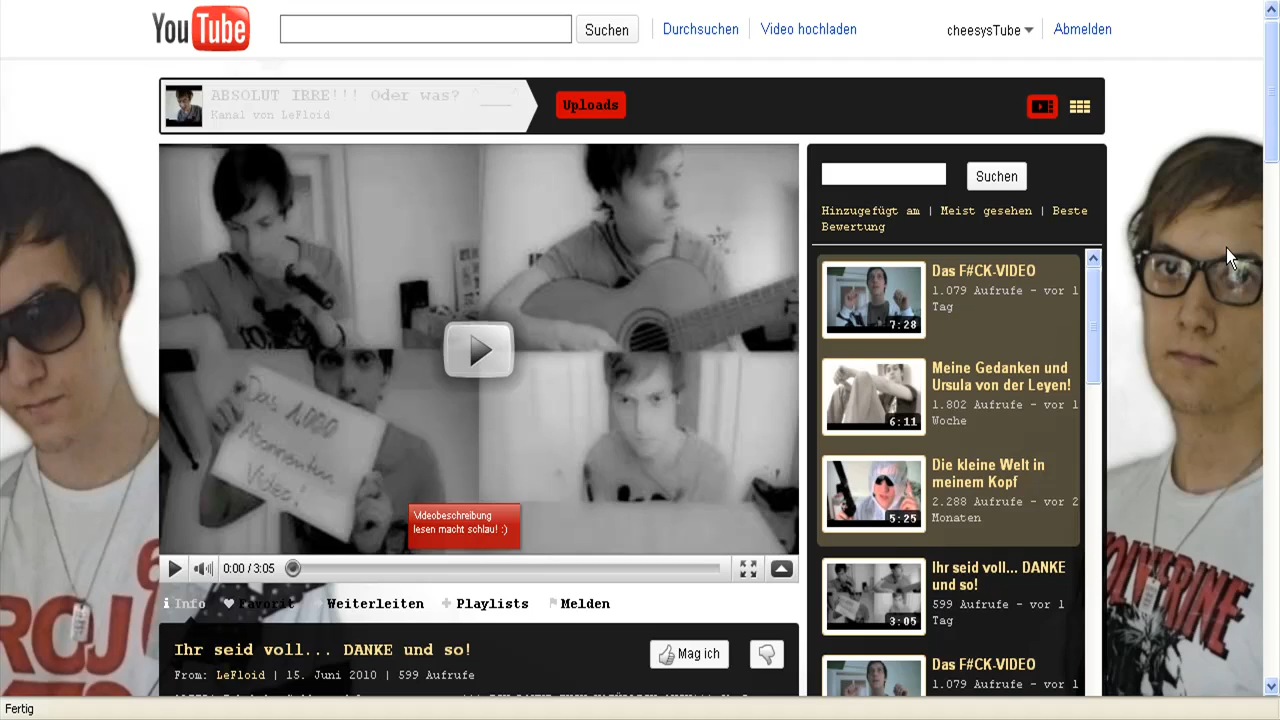 YouTube
Suchen
Durchsuchen
Video hochladen
cheesysTube
Abmelden
ABSOLUT IRRE!!! Oder was? ^____^
Kanal von LeFloid
Uploads
Suchen
Hinzugefügt am | Meist gesehen | Beste
Bewertung
Das F#CK-VIDEO
1.079 Aufrufe - vor 1
Tag
7:28
Meine Gedanken und
Ursula von der Leyen!
1.802 Aufrufe - vor 1
Woche
6:11
Die kleine Welt in
meinem Kopf
2.288 Aufrufe - vor 2
Monaten
5:25
Ihr seid voll... DANKE
und so!
599 Aufrufe - vor 1
Tag
3:05
Das F#CK-VIDEO
1.079 Aufrufe - vor 1
Das 1.000
Abonnenten
Video!
Videobeschreibung
lesen macht schlau! :)
0:00 / 3:05
Info
Favorit
Weiterleiten
Playlists
Melden
Ihr seid voll... DANKE und so!
Mag ich
From: LeFloid | 15. Juni 2010 | 599 Aufrufe
WOLVERINE
Fertig